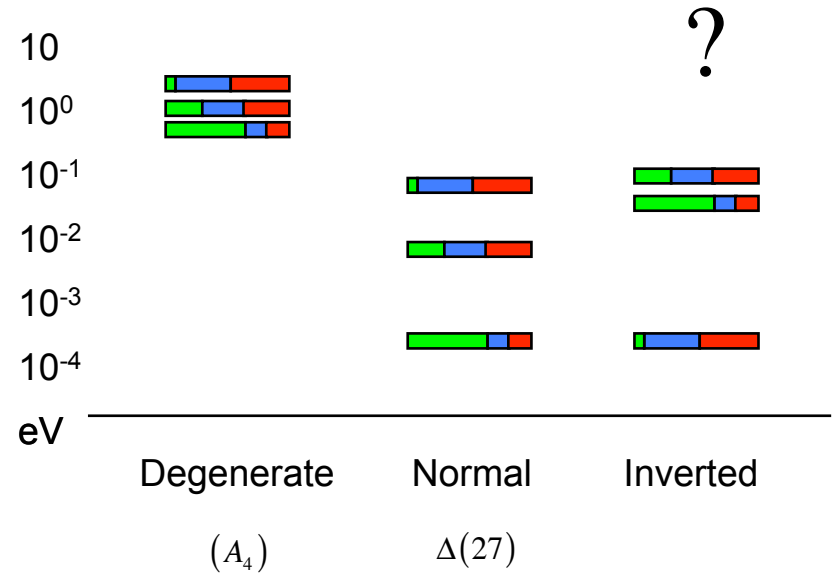 ?
10
10⁰
10⁻¹
10⁻²
10⁻³
10⁻⁴
eV
Degenerate Normal Inverted
(A₄) Δ(27)